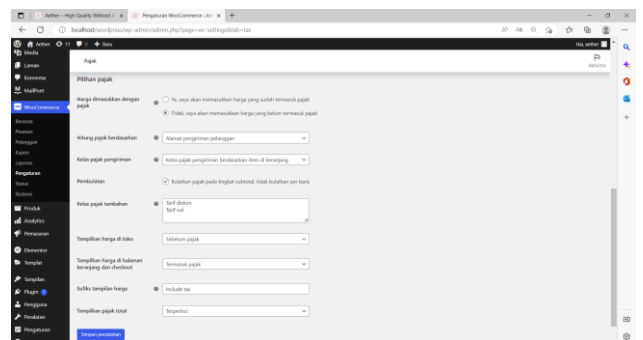 Aether – High Quality Without II
Pengaturan WooCommerce ‹ Aet
localhost/wordpress/wp-admin/admin.php?page=wc-settings&tab=tax
Aether
11
0
+ Baru
Hai, aether
Media
Laman
Komentar
MailPoet
WooCommerce
Beranda
Pesanan
Pelanggan
Kupon
Laporan
Pengaturan
Status
Ekstensi
Produk
Analytics
Pemasaran
Elementor
Templat
Tampilan
Plugin
Pengguna
Peralatan
Pengaturan
Pajak
Aktivitas
Pilihan pajak
Harga dimasukkan dengan pajak
Ya, saya akan memasukkan harga yang sudah termasuk pajak
Tidak, saya akan memasukkan harga yang belum termasuk pajak
Hitung pajak berdasarkan
Alamat pengiriman pelanggan
Kelas pajak pengiriman
Kelas pajak pengiriman berdasarkan item di keranjang
Pembulatan
Bulatkan pajak pada tingkat subtotal, tidak bulatkan per baris
Kelas pajak tambahan
Tarif diskon
Tarif nol
Tampilkan harga di toko
Sebelum pajak
Tampilkan harga di halaman
keranjang dan checkout
Termasuk pajak
Sufiks tampilan harga
Include tax
Tampilkan pajak total
Terperinci
Simpan perubahan